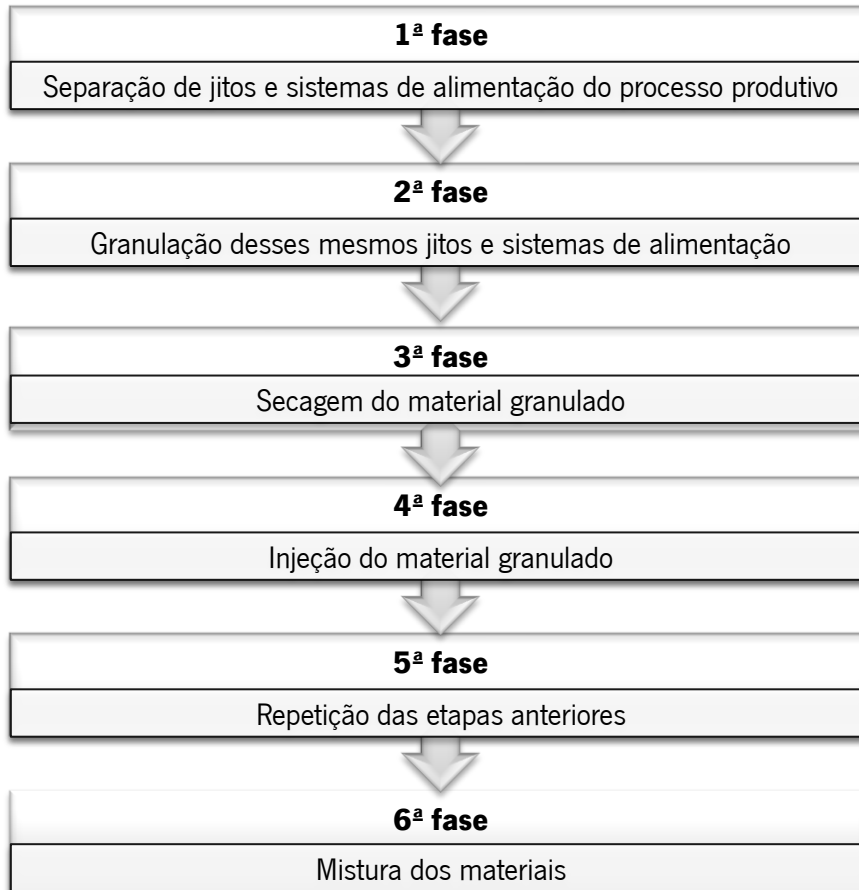 1ª fase
Separação de jitos e sistemas de alimentação do processo produtivo
2ª fase
Granulação desses mesmos jitos e sistemas de alimentação
3ª fase
Secagem do material granulado
4ª fase
Injeção do material granulado
5ª fase
Repetição das etapas anteriores
6ª fase
Mistura dos materiais